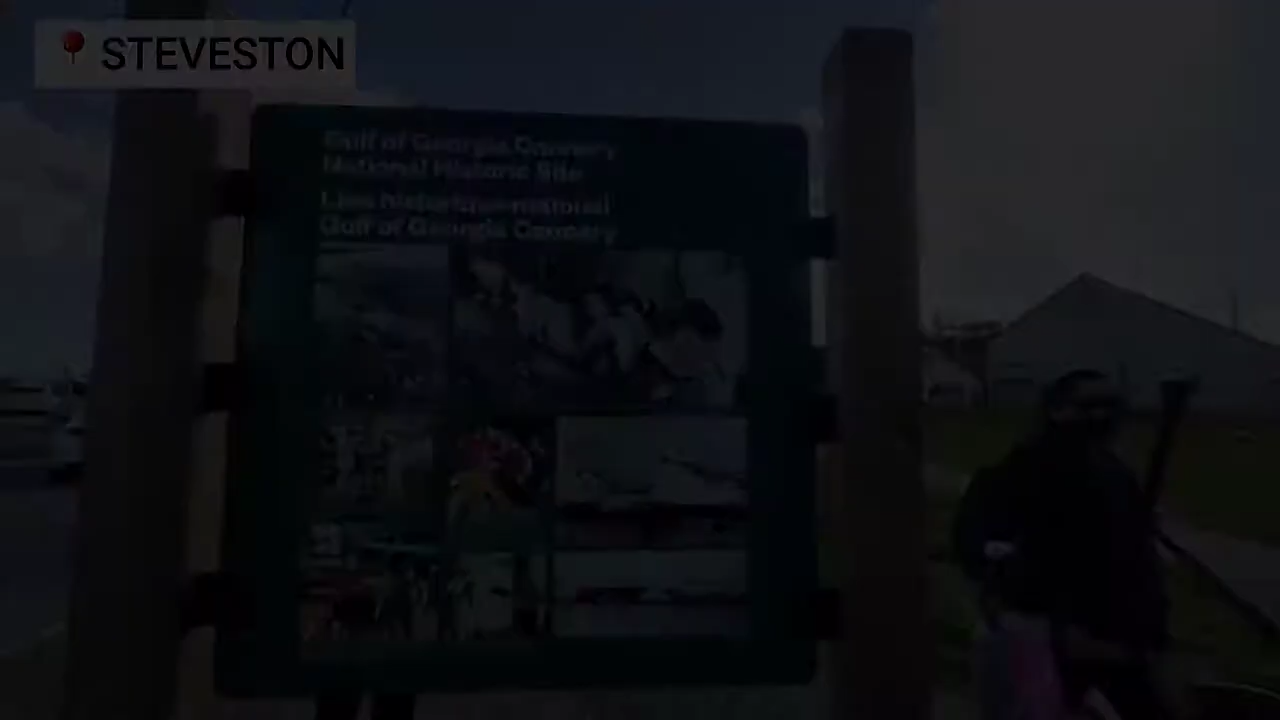 STEVESTON
Gulf of Georgia Cannery
National Historic Site
Lieu historique national
Gulf of Georgia Cannery